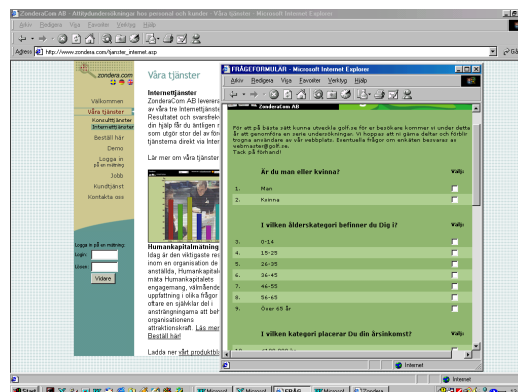 ZonderaCom AB - Attitydundersökningar hos personal och kunder - Våra tjänster - Microsoft Internet Explorer
Arkiv Redigera Visa Favoriter Verktyg Hjälp
Adress http://www.zondera.com/tjanster_internet.asp
zondera.com
Välkommen
Våra tjänster
Konsulttjänster
Internettjänster
Beställ här
Demo
Logga in
på en mätning
Jobb
Kundtjänst
Kontakta oss
Logga in på en mätning:
Login:
Lösen:
Vidare
Våra tjänster
Internettjänster
ZonderaCom AB leverera
av våra tre Internettjänste
Resultatet och svarsfrekv
din hjälp får du äntligen r
som utgör stor del av före
tjänsterna direkt via Inter
Lär mer om våra tjänster
Humankapitalmätning
Idag är den viktigaste res
inom en organisation de
anställda, Humankapitale
mäta Humankapitalets
engagemang, välmående
uppfattning i olika frågor
oftare en självklar del i
ansträngningarna att beh
organisationens
attraktionskraft. Läs mer
Beställ här!
Ladda ner vårt produktbla
FRÅGEFORMULÄR - Microsoft Internet Explorer
Arkiv Redigera Visa Favoriter Verktyg Hjälp
ZonderaCom AB
För att på bästa sätt kunna utveckla golf.se för er besökare kommer vi under detta
år att genomföra en serie undersökningar. Vi hoppas att ni gärna deltar och förblir
trogna användare av vår webbplats. Eventuella frågor om enkäten besvaras av
webmaster@golf.se.
Tack på förhand!
Är du man eller kvinna? Välj:
1. Man
2. Kvinna
I vilken ålderskategori befinner du Dig i? Välj:
3. 0-14
4. 15-25
5. 26-35
6. 36-45
7. 46-55
8. 56-65
9. Över 65 år
I vilken kategori placerar Du din årsinkomst? Välj:
Internet
Internet
Start